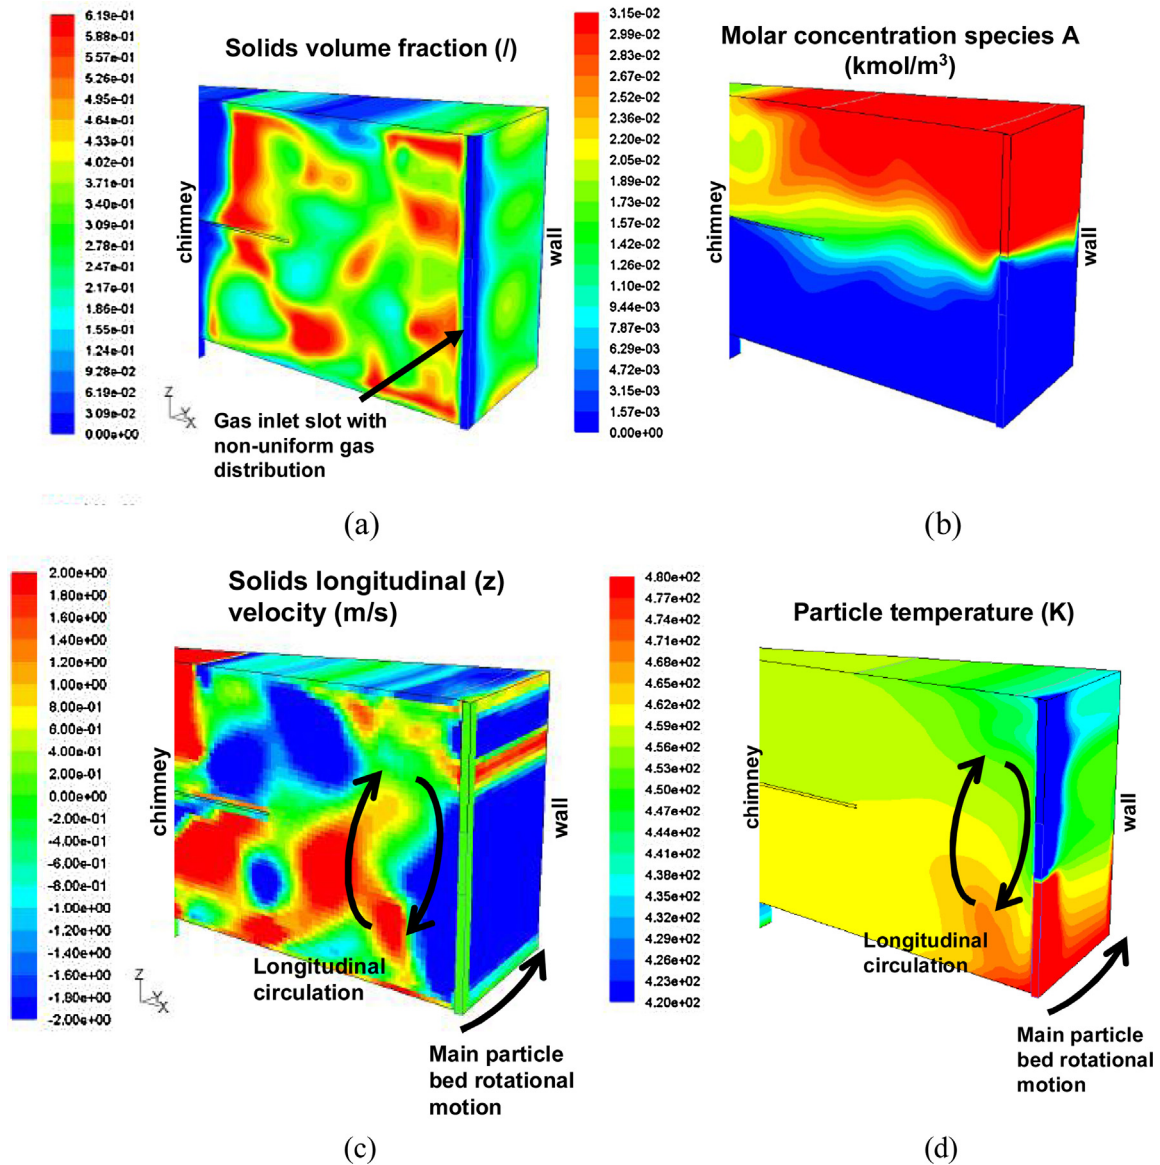 Solids volume fraction (/)
6.19e-01
5.88e-01
5.57e-01
5.26e-01
4.95e-01
4.64e-01
4.33e-01
4.02e-01
3.71e-01
3.40e-01
3.09e-01
2.78e-01
2.47e-01
2.17e-01
1.86e-01
1.55e-01
1.24e-01
9.28e-02
6.19e-02
3.09e-02
0.00e+00
chimney
wall
Z
Y
X
Gas inlet slot with
non-uniform gas
distribution
(a)
Molar concentration species A
(kmol/m³)
3.15e-02
2.99e-02
2.83e-02
2.67e-02
2.52e-02
2.36e-02
2.20e-02
2.05e-02
1.89e-02
1.73e-02
1.57e-02
1.42e-02
1.26e-02
1.10e-02
9.44e-03
7.87e-03
6.29e-03
4.72e-03
3.15e-03
1.57e-03
0.00e+00
chimney
wall
(b)
Solids longitudinal (z)
velocity (m/s)
2.00e+00
1.80e+00
1.60e+00
1.40e+00
1.20e+00
1.00e+00
8.00e-01
6.00e-01
4.00e-01
2.00e-01
0.00e+00
-2.00e-01
-4.00e-01
-6.00e-01
-8.00e-01
-1.00e+00
-1.20e+00
-1.40e+00
-1.60e+00
-1.80e+00
-2.00e+00
chimney
wall
Z
Y
X
Longitudinal
circulation
Main particle
bed rotational
motion
(c)
Particle temperature (K)
4.80e+02
4.77e+02
4.74e+02
4.71e+02
4.68e+02
4.65e+02
4.62e+02
4.59e+02
4.56e+02
4.53e+02
4.50e+02
4.47e+02
4.44e+02
4.41e+02
4.38e+02
4.35e+02
4.32e+02
4.29e+02
4.26e+02
4.23e+02
4.20e+02
chimney
wall
Longitudinal
circulation
Main particle
bed rotational
motion
(d)